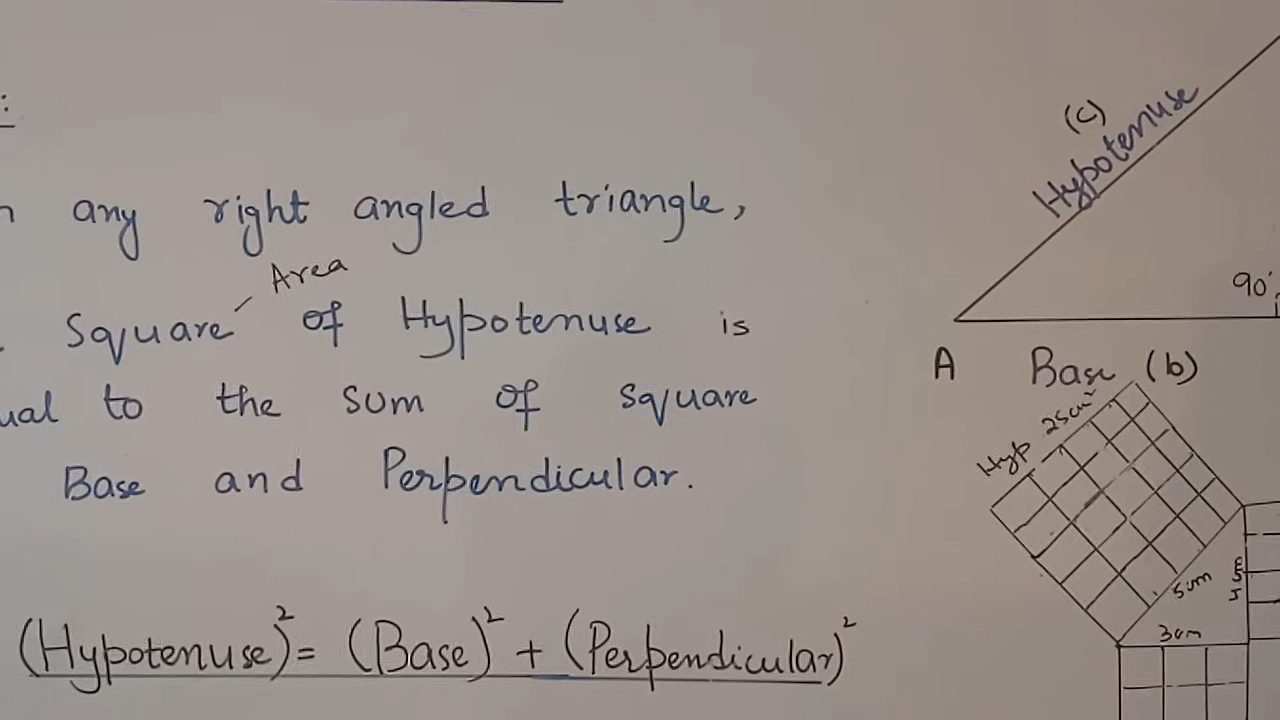 :
any right angled triangle,
Area
Square of Hypotenuse is
ual to the sum of square
Base and Perpendicular.
(Hypotenuse)² = (Base)² + (Perpendicular)²
(c)
Hypotenuse
90°
A Base (b)
Hyp 25cm²
5cm
3cm